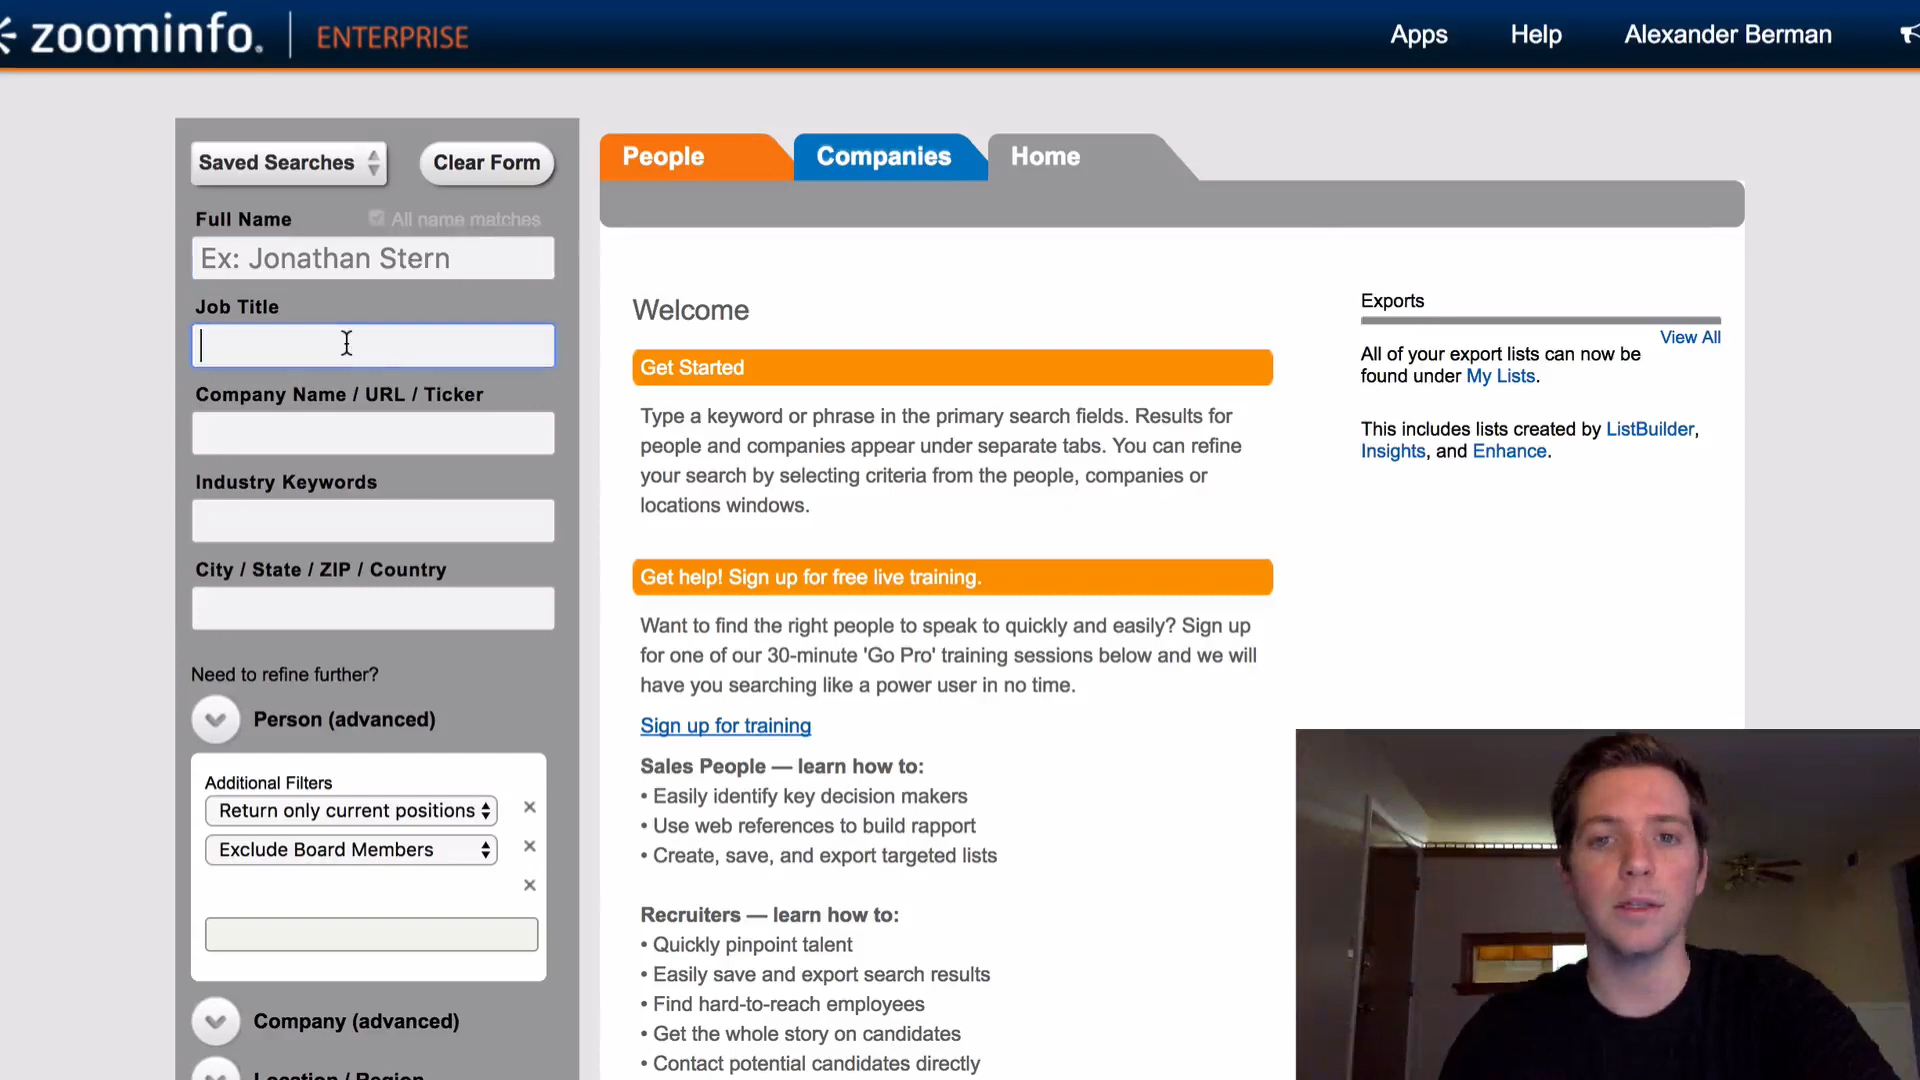 zoominfo. ENTERPRISE
Apps Help Alexander Berman
Saved Searches Clear Form
Full Name All name matches
Ex: Jonathan Stern
Job Title
Company Name / URL / Ticker
Industry Keywords
City / State / ZIP / Country
Need to refine further?
Person (advanced)
Additional Filters
Return only current positions
Exclude Board Members
Company (advanced)
Location / Region
People Companies Home
Welcome
Get Started
Type a keyword or phrase in the primary search fields. Results for
people and companies appear under separate tabs. You can refine
your search by selecting criteria from the people, companies or
locations windows.
Get help! Sign up for free live training.
Want to find the right people to speak to quickly and easily? Sign up
for one of our 30-minute 'Go Pro' training sessions below and we will
have you searching like a power user in no time.
Sign up for training
Sales People — learn how to:
• Easily identify key decision makers
• Use web references to build rapport
• Create, save, and export targeted lists
Recruiters — learn how to:
• Quickly pinpoint talent
• Easily save and export search results
• Find hard-to-reach employees
• Get the whole story on candidates
• Contact potential candidates directly
Exports
View All
All of your export lists can now be
found under My Lists.
This includes lists created by ListBuilder,
Insights, and Enhance.